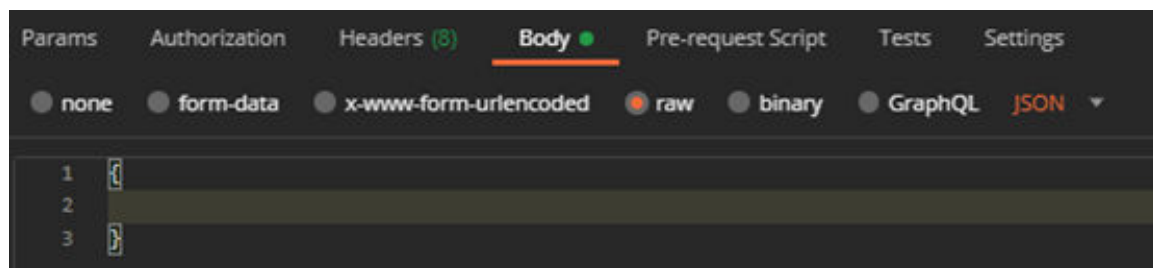 Params Authorization Headers (8) Body Pre-request Script Tests Settings
none form-data x-www-form-urlencoded raw binary GraphQL JSON
1 {
2
3 }